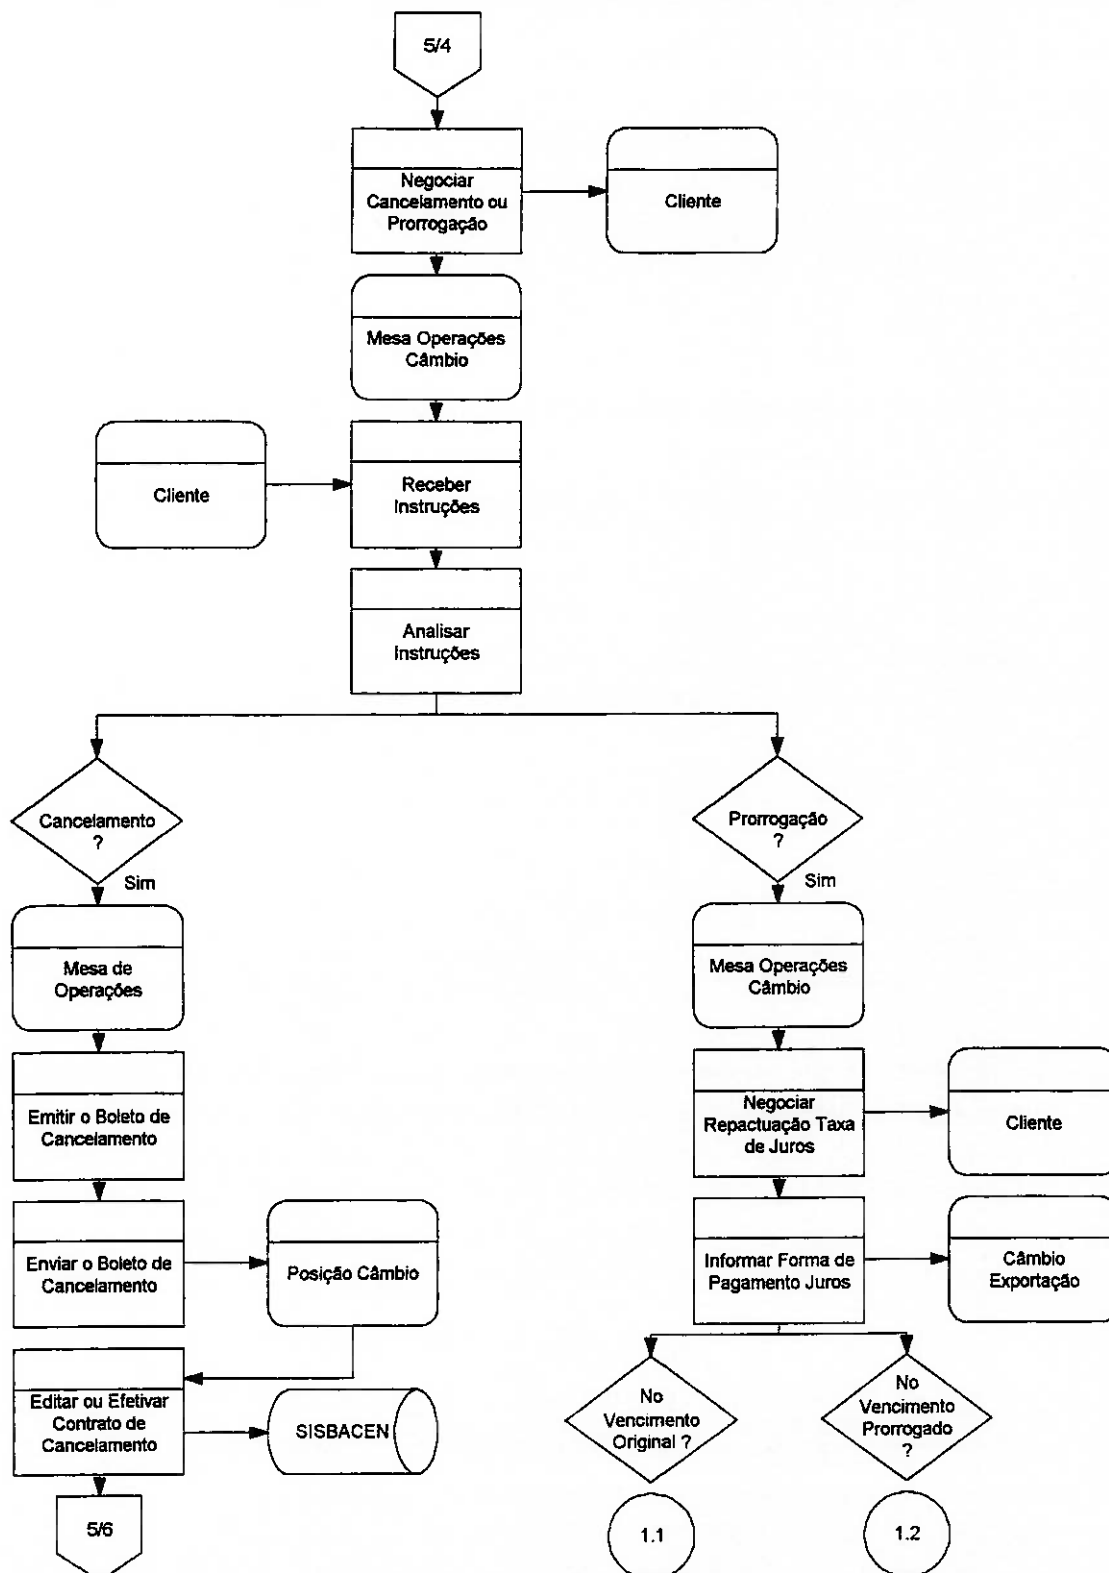 5/4
Negociar
Cancelamento ou
Prorrogação
Cliente
Mesa Operações
Câmbio
Cliente
Receber
Instruções
Analisar
Instruções
Cancelamento
?
Sim
Prorrogação
?
Sim
Mesa de
Operações
Mesa Operações
Câmbio
Emitir o Boleto de
Cancelamento
Negociar
Repactuação Taxa
de Juros
Cliente
Enviar o Boleto de
Cancelamento
Posição Câmbio
Informar Forma de
Pagamento Juros
Câmbio
Exportação
Editar ou Efetivar
Contrato de
Cancelamento
SISBACEN
No
Vencimento
Original ?
No
Vencimento
Prorrogado
?
5/6
1.1
1.2